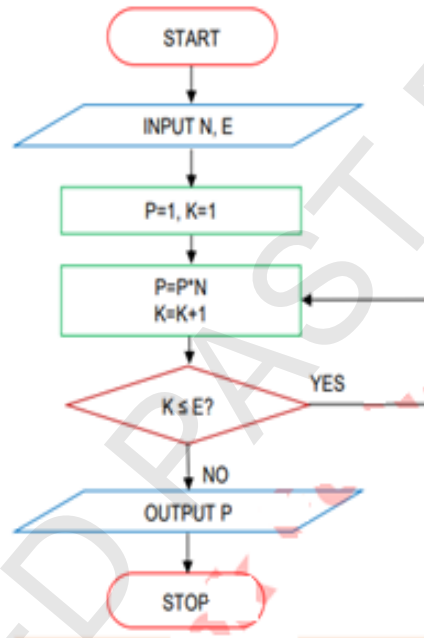 START
INPUT N, E
P=1, K=1
P=P*N
K=K+1
K ≤ E?
YES
NO
OUTPUT P
STOP